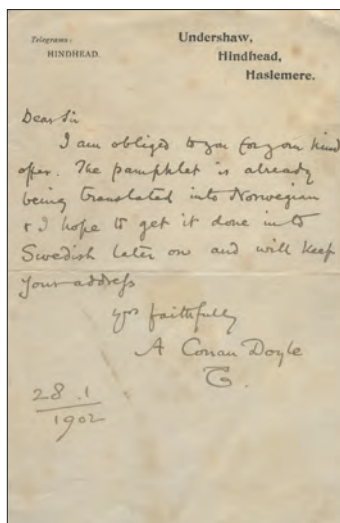 Telegrams:
HINDHEAD.
Undershaw,
Hindhead,
Haslemere.
Dear Sir
I am obliged to you for your kind
offer. The pamphlet is already
being translated into Norwegian
& I hope to get it done into
Swedish later on and will keep
your address
yrs faithfully
A Conan Doyle
28.1
1902